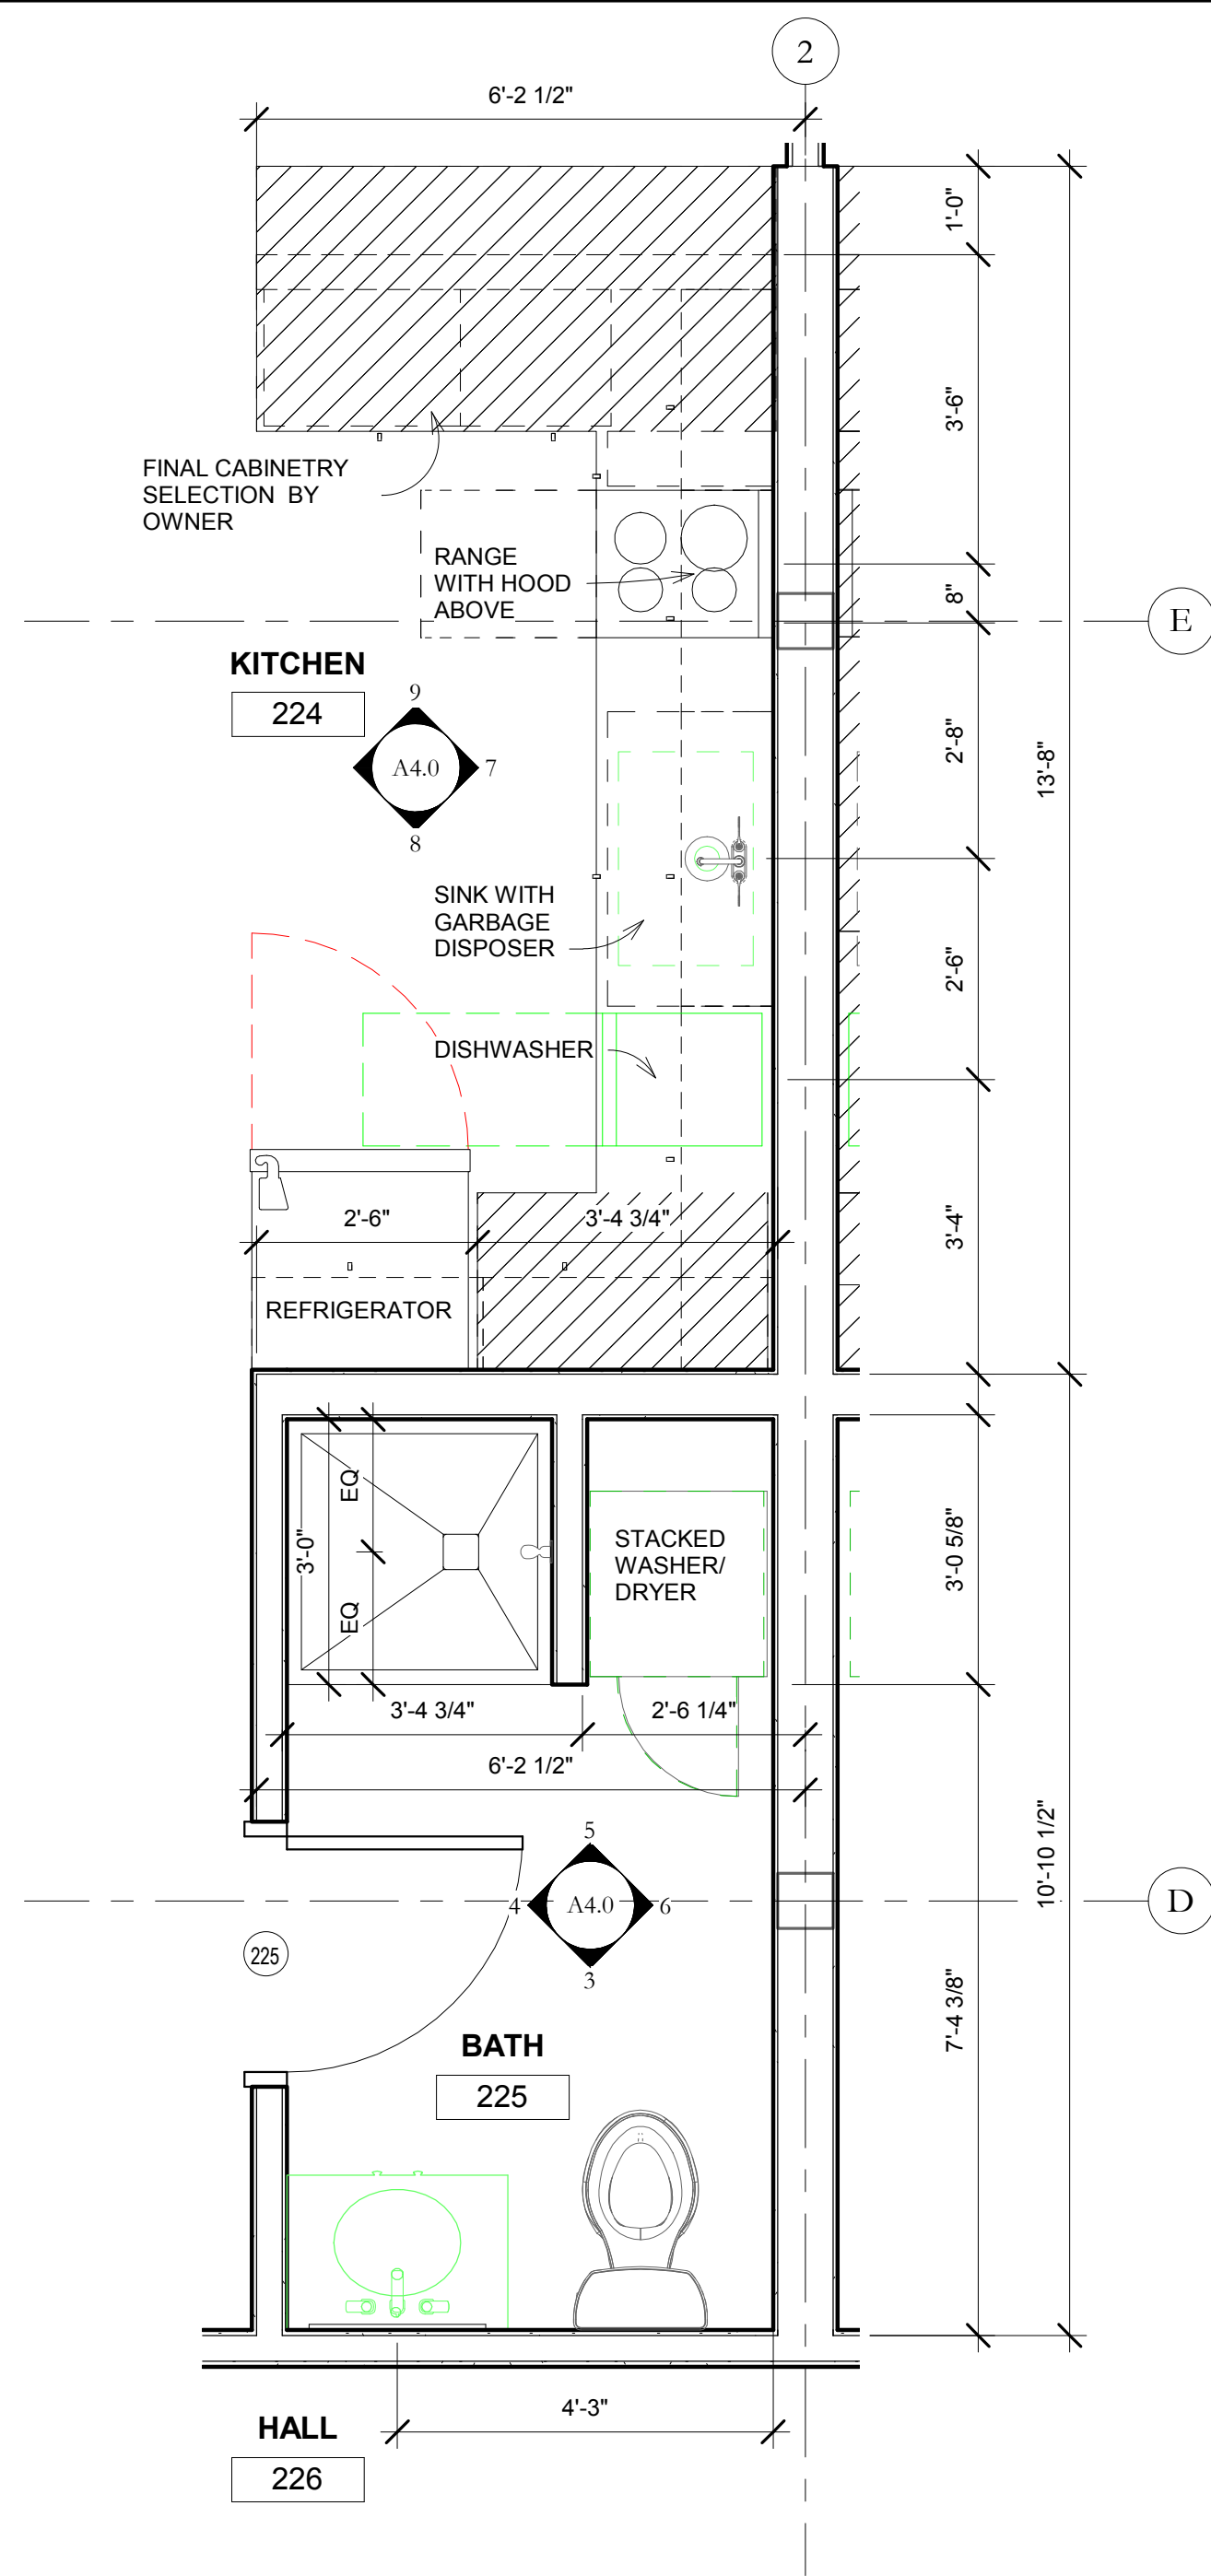 2
6'-2 1/2"
1'-0"
3'-6"
FINAL CABINETRY
SELECTION BY
OWNER
RANGE
WITH HOOD
ABOVE
8"
E
KITCHEN
224
9
A4.0
7
8
2'-8"
13'-8"
SINK WITH
GARBAGE
DISPOSER
2'-6"
DISHWASHER
2'-6"
3'-4 3/4"
3'-4"
REFRIGERATOR
EQ
3'-0"
EQ
STACKED
WASHER/
DRYER
3'-0 5/8"
3'-4 3/4"
2'-6 1/4"
6'-2 1/2"
10'-10 1/2"
5
4
A4.0
6
3
D
225
7'-4 3/8"
BATH
225
4'-3"
HALL
226